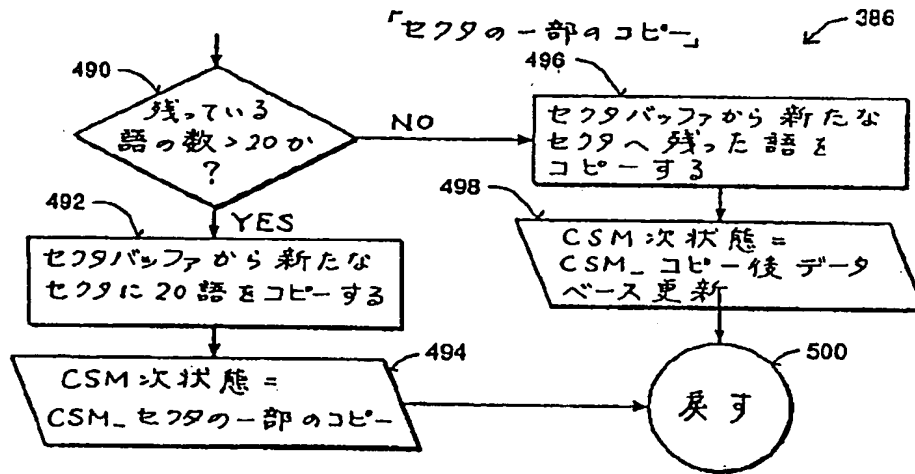 「セクタの一部のコピー」
386
490
残っている
語の数>20か
?
NO
YES
496
セクタバッファから新たな
セクタへ残った語を
コピーする
492
セクタバッファから新たな
セクタに20語をコピーする
498
CSM次状態=
CSM_コピー後データ
ベース更新
494
CSM次状態=
CSM_セクタの一部のコピー
500
戻す